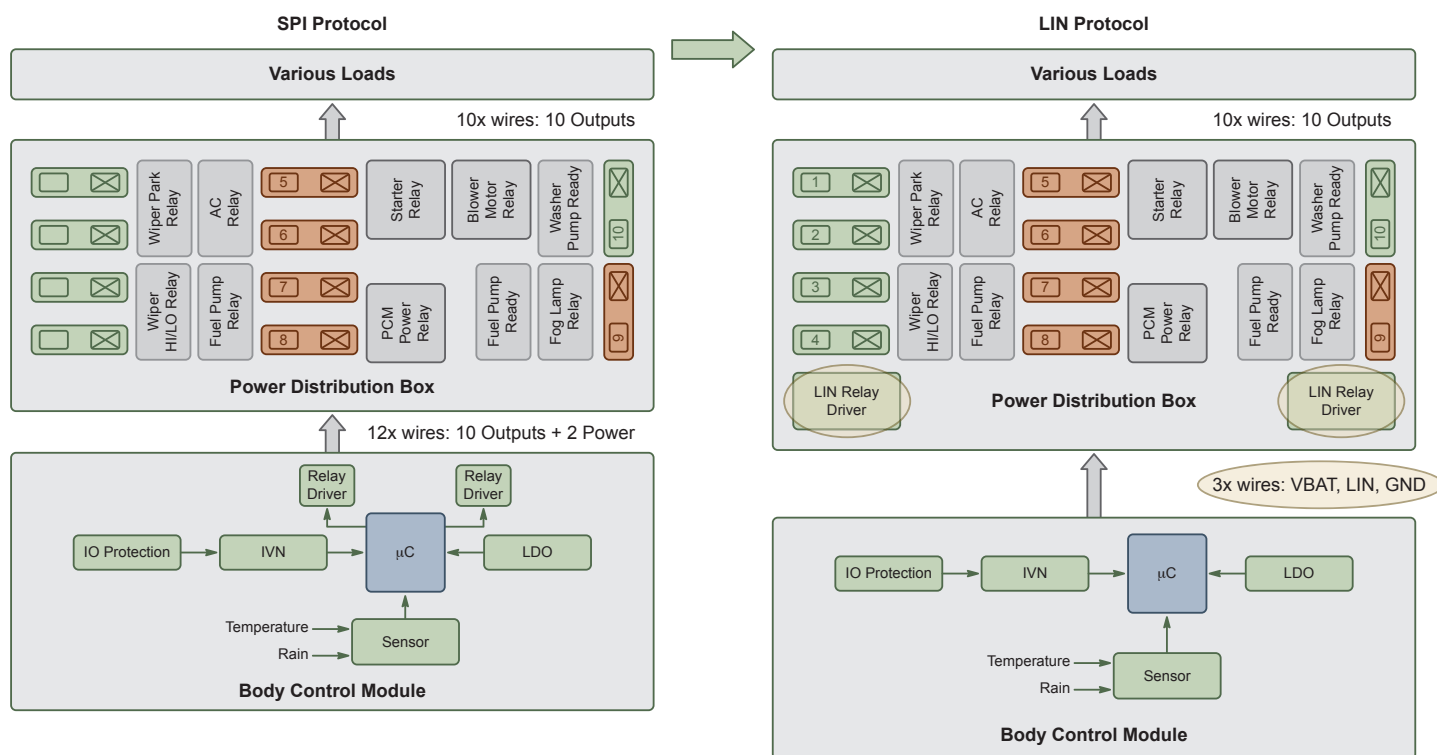 SPI Protocol
Various Loads
10x wires: 10 Outputs
Wiper Park
Relay
AC
Relay
5
6
Starter
Relay
Blower
Motor
Relay
Washer
Pump Ready
10
Wiper
HI/LO Relay
Fuel Pump
Relay
7
8
PCM
Power
Relay
Fuel Pump
Ready
Fog Lamp
Relay
9
Power Distribution Box
12x wires: 10 Outputs + 2 Power
Relay
Driver
Relay
Driver
IO Protection
IVN
μC
LDO
Temperature
Rain
Sensor
Body Control Module
LIN Protocol
Various Loads
10x wires: 10 Outputs
1
2
3
4
Wiper Park
Relay
AC
Relay
5
6
Starter
Relay
Blower
Motor
Relay
Washer
Pump Ready
10
Wiper
HI/LO Relay
Fuel Pump
Relay
7
8
PCM
Power
Relay
Fuel Pump
Ready
Fog Lamp
Relay
9
LIN Relay
Driver
Power Distribution Box
LIN Relay
Driver
3x wires: VBAT, LIN, GND
IO Protection
IVN
μC
LDO
Temperature
Rain
Sensor
Body Control Module